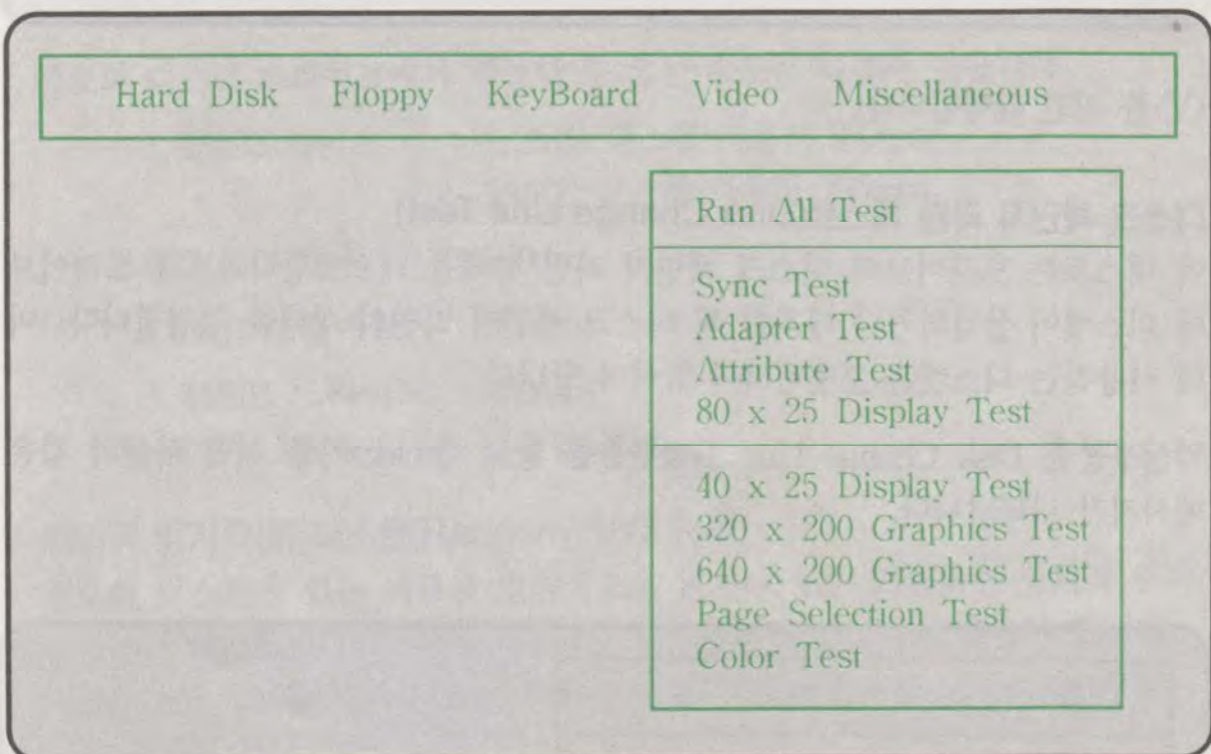 Hard Disk Floppy KeyBoard Video Miscellaneous
Run All Test
Sync Test
Adapter Test
Attribute Test
80 x 25 Display Test
40 x 25 Display Test
320 x 200 Graphics Test
640 x 200 Graphics Test
Page Selection Test
Color Test